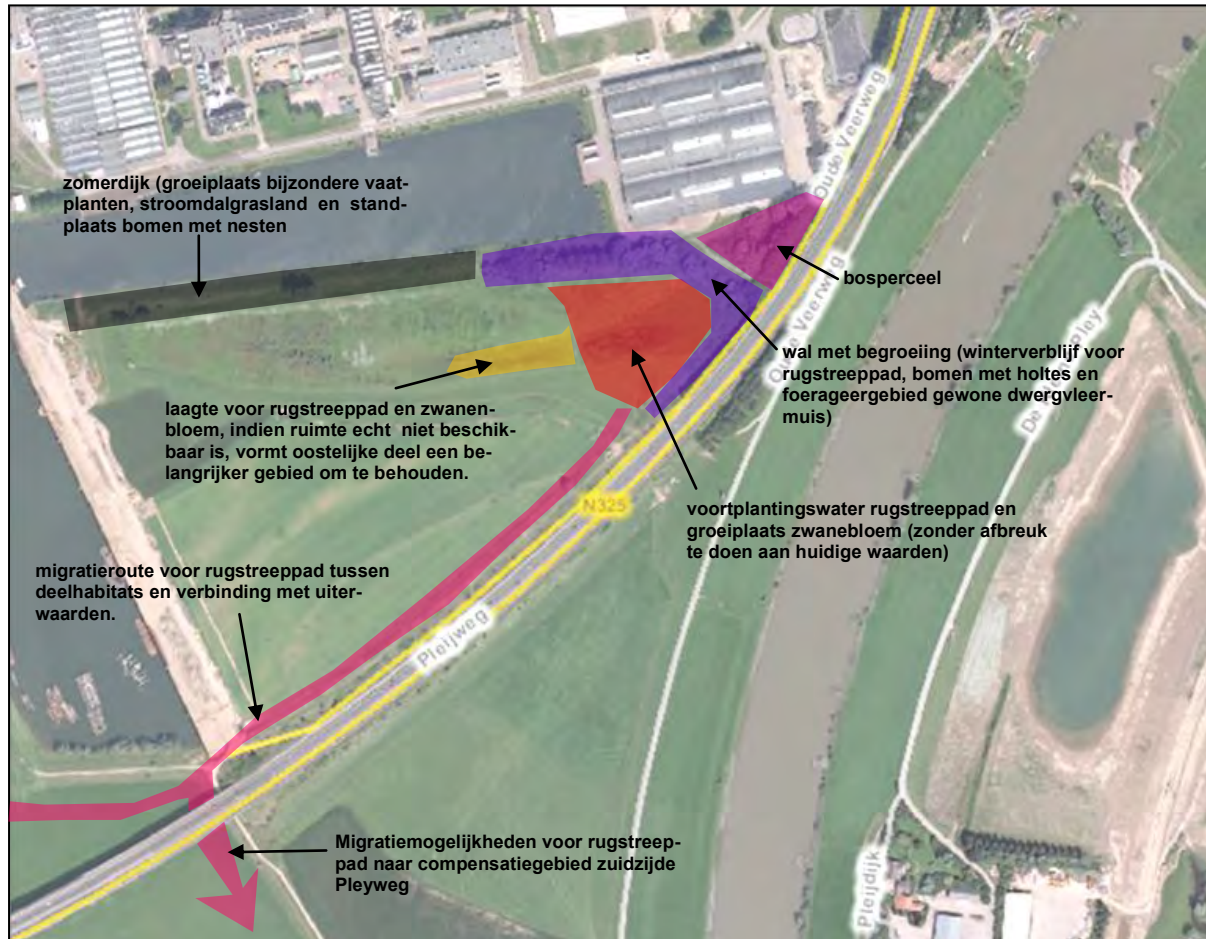 Oude Veerweg
zomerdijk (groeiplaats bijzondere vaat-
planten, stroomdalgrasland en stand-
plaats bomen met nesten
bosperceel
Oude Veerweg
wal met begroeiing (winterverblijf voor
rugstreeppad, bomen met holtes en
foerageergebied gewone dwergvleer-
muis)
laagte voor rugstreeppad en zwanen-
bloem, indien ruimte echt niet beschik-
baar is, vormt oostelijke deel een be-
langrijker gebied om te behouden.
N325
voortplantingswater rugstreeppad en
groeiplaats zwanebloem (zonder afbreuk
te doen aan huidige waarden)
migratieroute voor rugstreeppad tussen
deelhabitats en verbinding met uiter-
waarden.
Pleijweg
Migratiemogelijkheden voor rugstreep-
pad naar compensatiegebied zuidzijde
Pleyweg
Pleijdijk